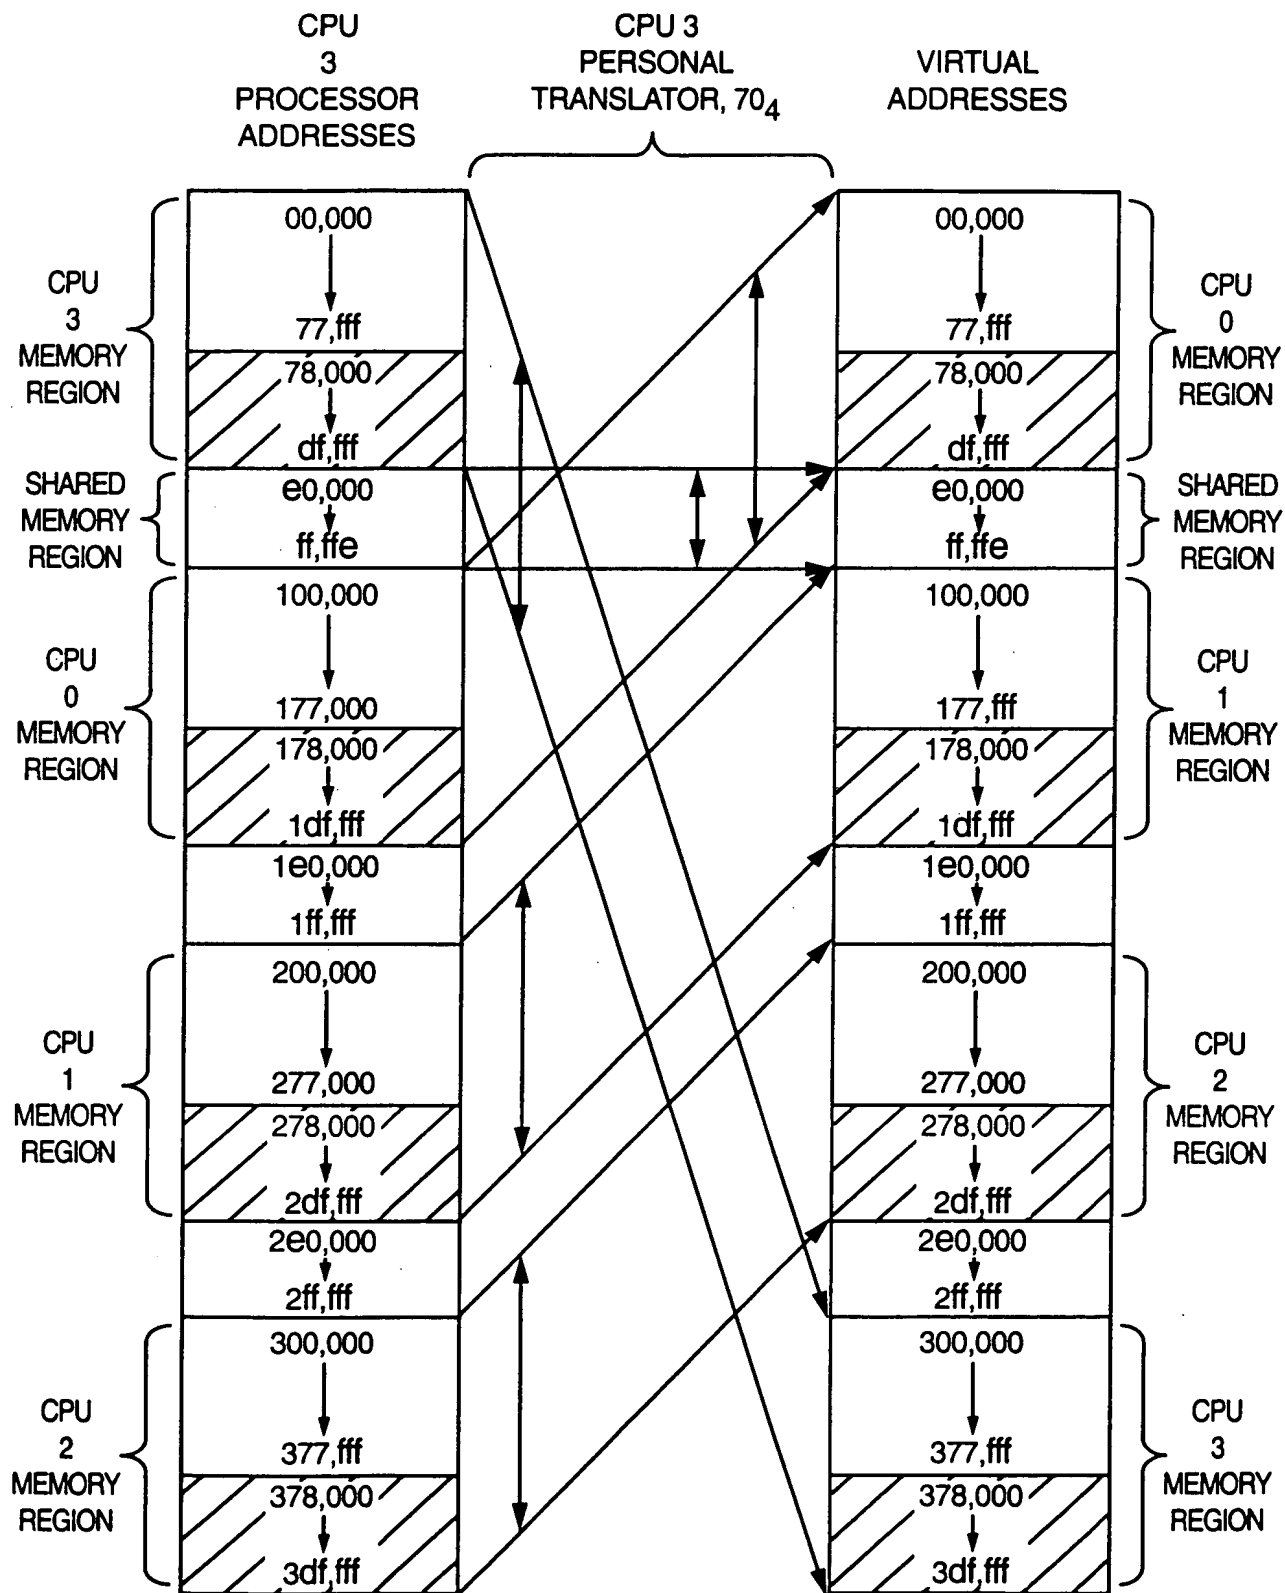 CPU
3
PROCESSOR
ADDRESSES
CPU 3
PERSONAL
TRANSLATOR, 704
VIRTUAL
ADDRESSES
CPU
3
MEMORY
REGION
00,000
77,fff
78,000
df,fff
SHARED
MEMORY
REGION
e0,000
ff,ffe
CPU
0
MEMORY
REGION
100,000
177,000
178,000
1df,fff
1e0,000
1ff,fff
CPU
1
MEMORY
REGION
200,000
277,000
278,000
2df,fff
2e0,000
2ff,fff
CPU
2
MEMORY
REGION
300,000
377,fff
378,000
3df,fff
00,000
77,fff
78,000
df,fff
CPU
0
MEMORY
REGION
e0,000
ff,ffe
SHARED
MEMORY
REGION
100,000
177,fff
178,000
1df,fff
CPU
1
MEMORY
REGION
1e0,000
1ff,fff
200,000
277,000
278,000
2df,fff
CPU
2
MEMORY
REGION
2e0,000
2ff,fff
300,000
377,fff
378,000
3df,fff
CPU
3
MEMORY
REGION